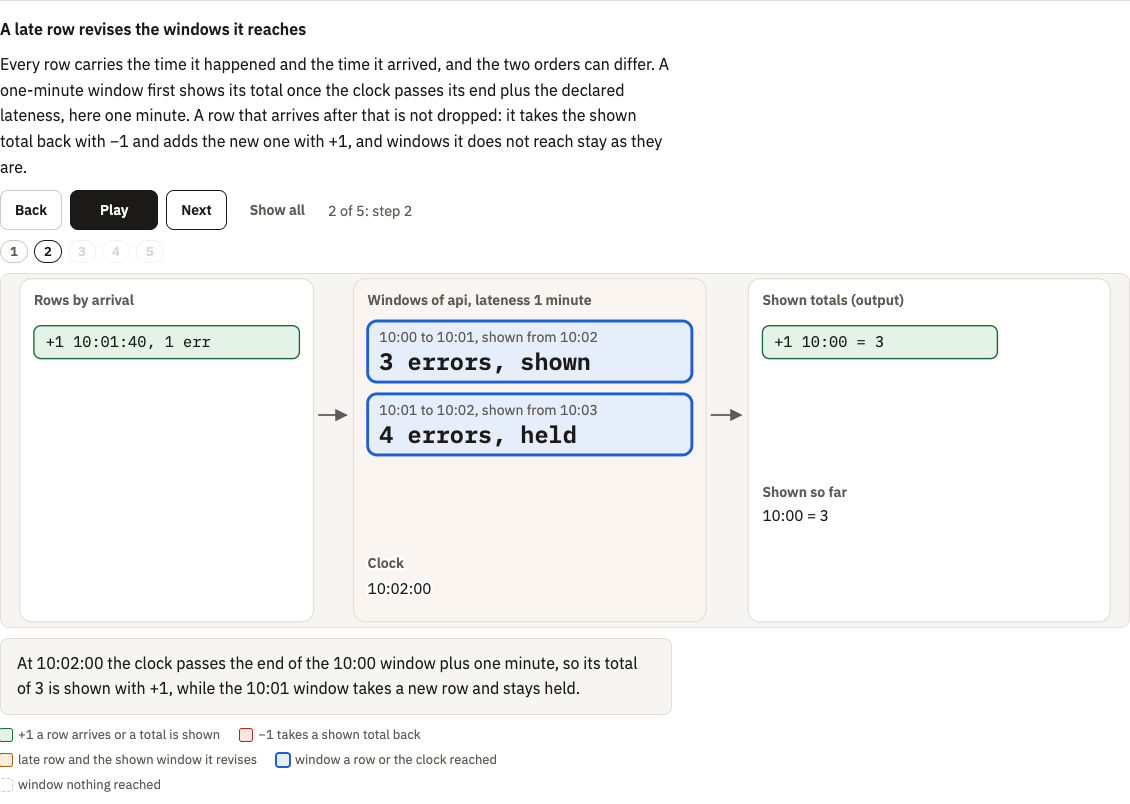 A late row revises the windows it reaches
Every row carries the time it happened and the time it arrived, and the two orders can differ. A
one-minute window first shows its total once the clock passes its end plus the declared
lateness, here one minute. A row that arrives after that is not dropped: it takes the shown
total back with −1 and adds the new one with +1, and windows it does not reach stay as they
are.
Back
Play
Next
Show all
2 of 5: step 2
1
2
3
4
5
Rows by arrival
+1 10:01:40, 1 err
Windows of api, lateness 1 minute
10:00 to 10:01, shown from 10:02
3 errors, shown
10:01 to 10:02, shown from 10:03
4 errors, held
Clock
10:02:00
Shown totals (output)
+1 10:00 = 3
Shown so far
10:00 = 3
At 10:02:00 the clock passes the end of the 10:00 window plus one minute, so its total
of 3 is shown with +1, while the 10:01 window takes a new row and stays held.
+1 a row arrives or a total is shown
−1 takes a shown total back
late row and the shown window it revises
window a row or the clock reached
window nothing reached